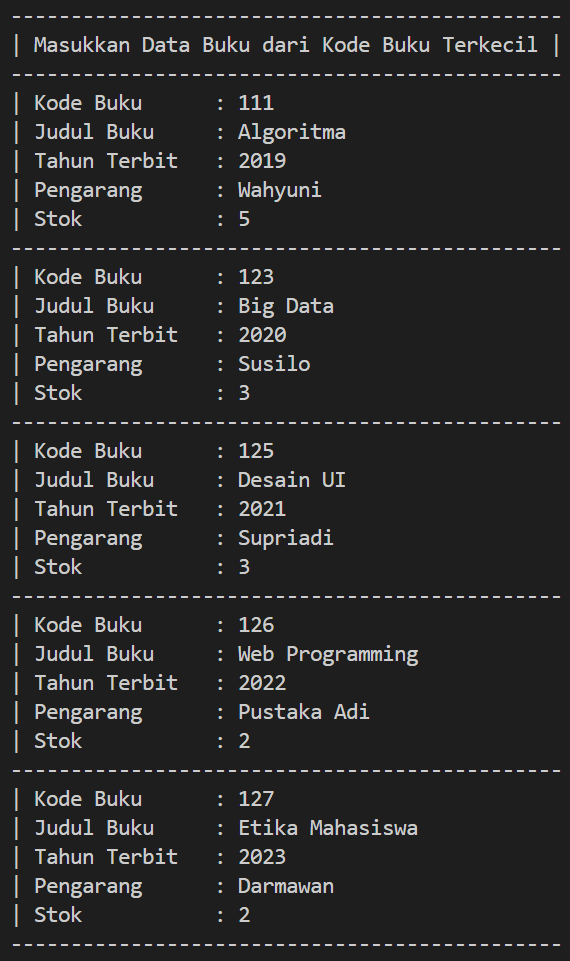 ----------------------------------------------
| Masukkan Data Buku dari Kode Buku Terkecil |
----------------------------------------------
| Kode Buku      : 111
| Judul Buku     : Algoritma
| Tahun Terbit   : 2019
| Pengarang      : Wahyuni
| Stok           : 5
----------------------------------------------
| Kode Buku      : 123
| Judul Buku     : Big Data
| Tahun Terbit   : 2020
| Pengarang      : Susilo
| Stok           : 3
----------------------------------------------
| Kode Buku      : 125
| Judul Buku     : Desain UI
| Tahun Terbit   : 2021
| Pengarang      : Supriadi
| Stok           : 3
----------------------------------------------
| Kode Buku      : 126
| Judul Buku     : Web Programming
| Tahun Terbit   : 2022
| Pengarang      : Pustaka Adi
| Stok           : 2
----------------------------------------------
| Kode Buku      : 127
| Judul Buku     : Etika Mahasiswa
| Tahun Terbit   : 2023
| Pengarang      : Darmawan
| Stok           : 2
----------------------------------------------